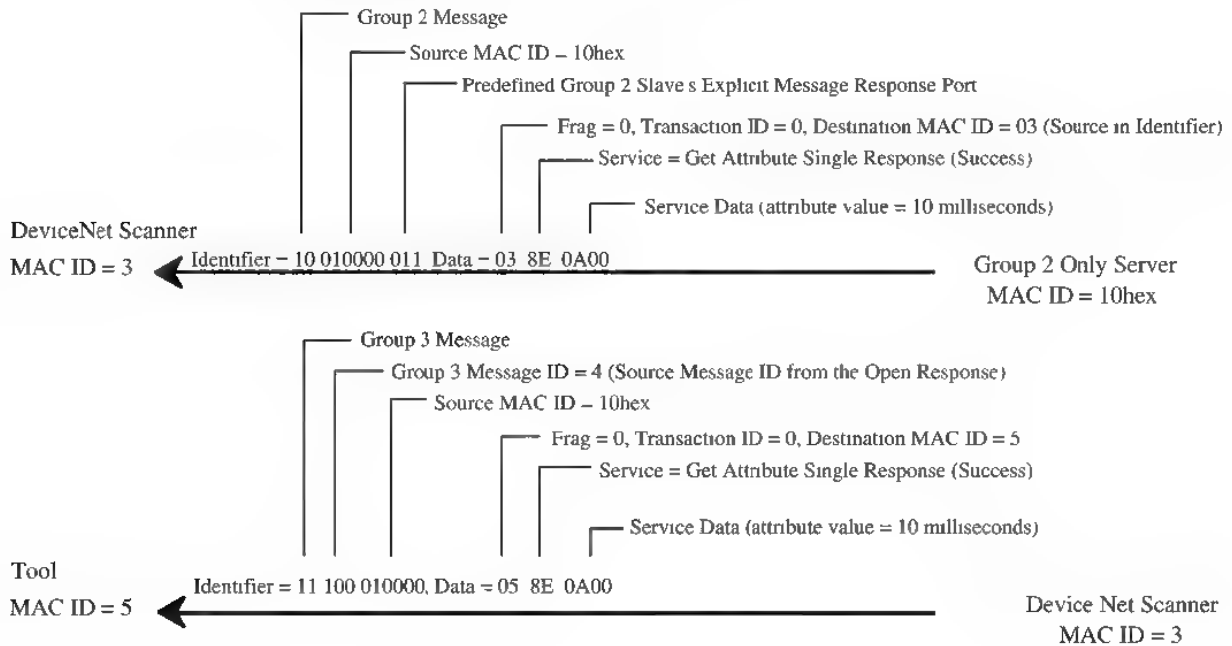 Group 2 Message
Source MAC ID – 10hex
Predefined Group 2 Slave s Explicit Message Response Port
Frag = 0, Transaction ID = 0, Destination MAC ID = 03 (Source in Identifier)
Service = Get Attribute Single Response (Success)
Service Data (attribute value = 10 milliseconds)
DeviceNet Scanner
MAC ID = 3
Identifier – 10 010000 011 Data – 03 8E 0A00
Group 2 Only Server
MAC ID = 10hex
Group 3 Message
Group 3 Message ID = 4 (Source Message ID from the Open Response)
Source MAC ID – 10hex
Frag = 0, Transaction ID = 0, Destination MAC ID = 5
Service = Get Attribute Single Response (Success)
Service Data (attribute value = 10 milliseconds)
Tool
MAC ID = 5
Identifier = 11 100 010000, Data = 05 8E 0A00
Device Net Scanner
MAC ID = 3